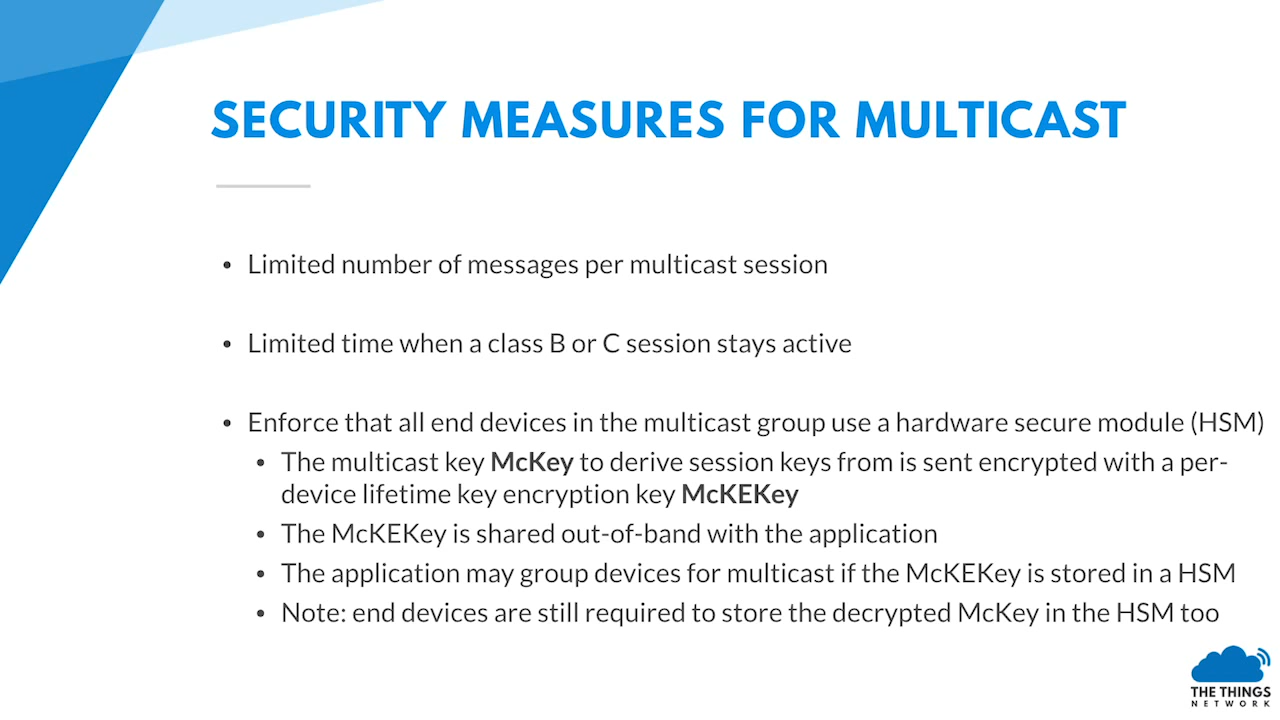 SECURITY MEASURES FOR MULTICAST
• Limited number of messages per multicast session
• Limited time when a class B or C session stays active
• Enforce that all end devices in the multicast group use a hardware secure module (HSM)
• The multicast key McKey to derive session keys from is sent encrypted with a per-
device lifetime key encryption key McKEKey
• The McKEKey is shared out-of-band with the application
• The application may group devices for multicast if the McKEKey is stored in a HSM
• Note: end devices are still required to store the decrypted McKey in the HSM too
THE THINGS
NETWORK